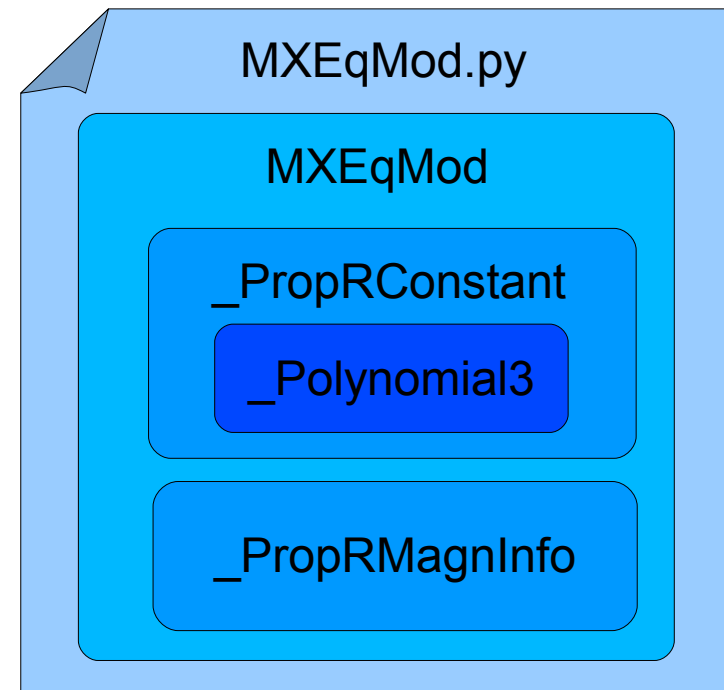 MXEqMod.py
MXEqMod
_PropRConstant
_Polynomial3
_PropRMagnInfo